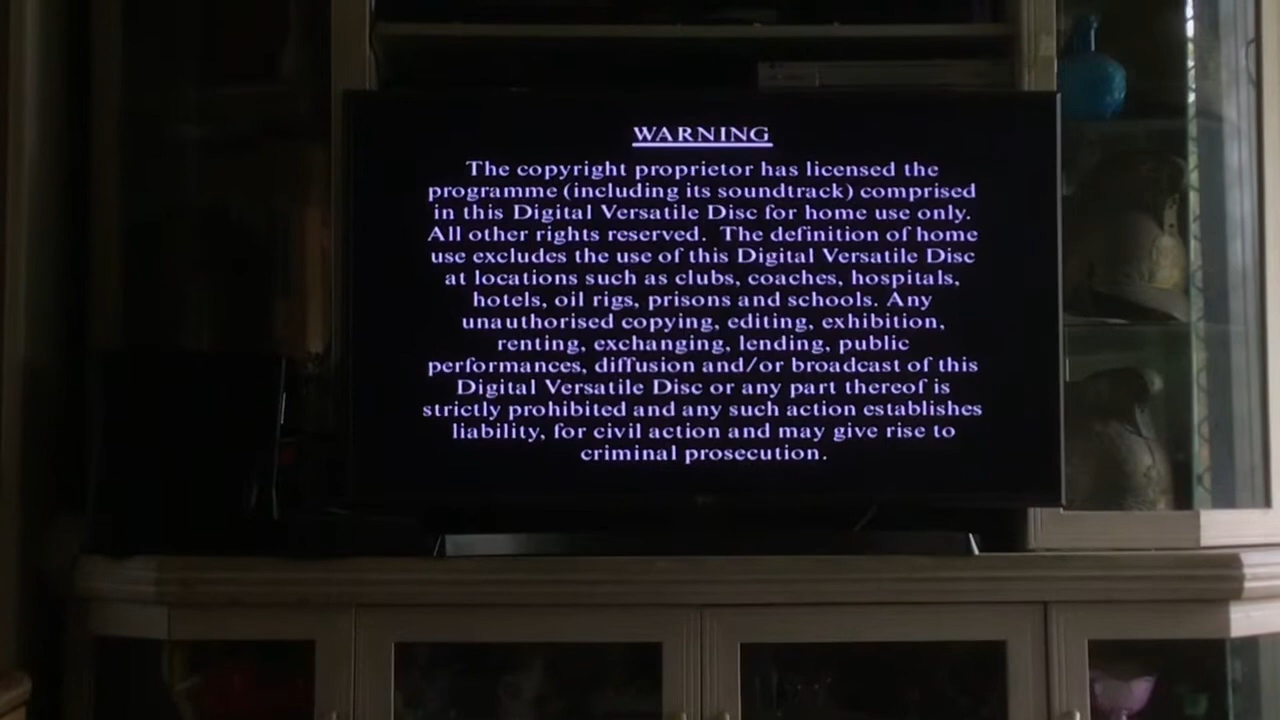 WARNING
The copyright proprietor has licensed the
programme (including its soundtrack) comprised
in this Digital Versatile Disc for home use only.
All other rights reserved. The definition of home
use excludes the use of this Digital Versatile Disc
at locations such as clubs, coaches, hospitals,
hotels, oil rigs, prisons and schools. Any
unauthorised copying, editing, exhibition,
renting, exchanging, lending, public
performances, diffusion and/or broadcast of this
Digital Versatile Disc or any part thereof is
strictly prohibited and any such action establishes
liability, for civil action and may give rise to
criminal prosecution.